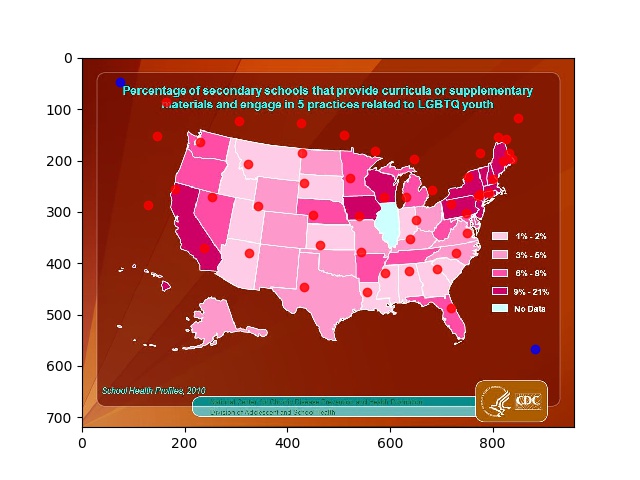 0
100
200
300
400
500
600
700
0
200
400
600
800
Percentage of secondary schools that provide curricula or supplementary
materials and engage in 5 practices related to LGBTQ youth
1% - 2%
3% - 5%
6% - 8%
9% - 21%
No Data
School Health Profiles, 2010
National Center for Chronic Disease Prevention and Health Promotion
Division of Adolescent and School Health
CDC